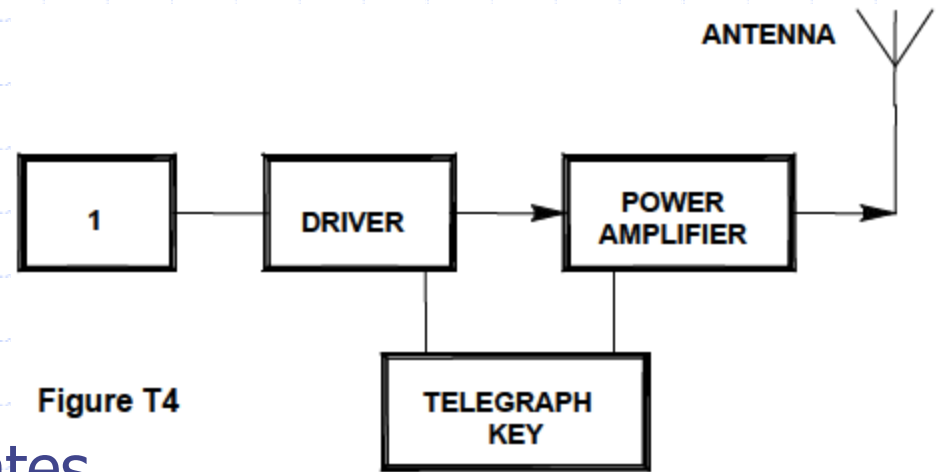 ANTENNA
1
DRIVER
POWER
AMPLIFIER
Figure T4
TELEGRAPH
KEY